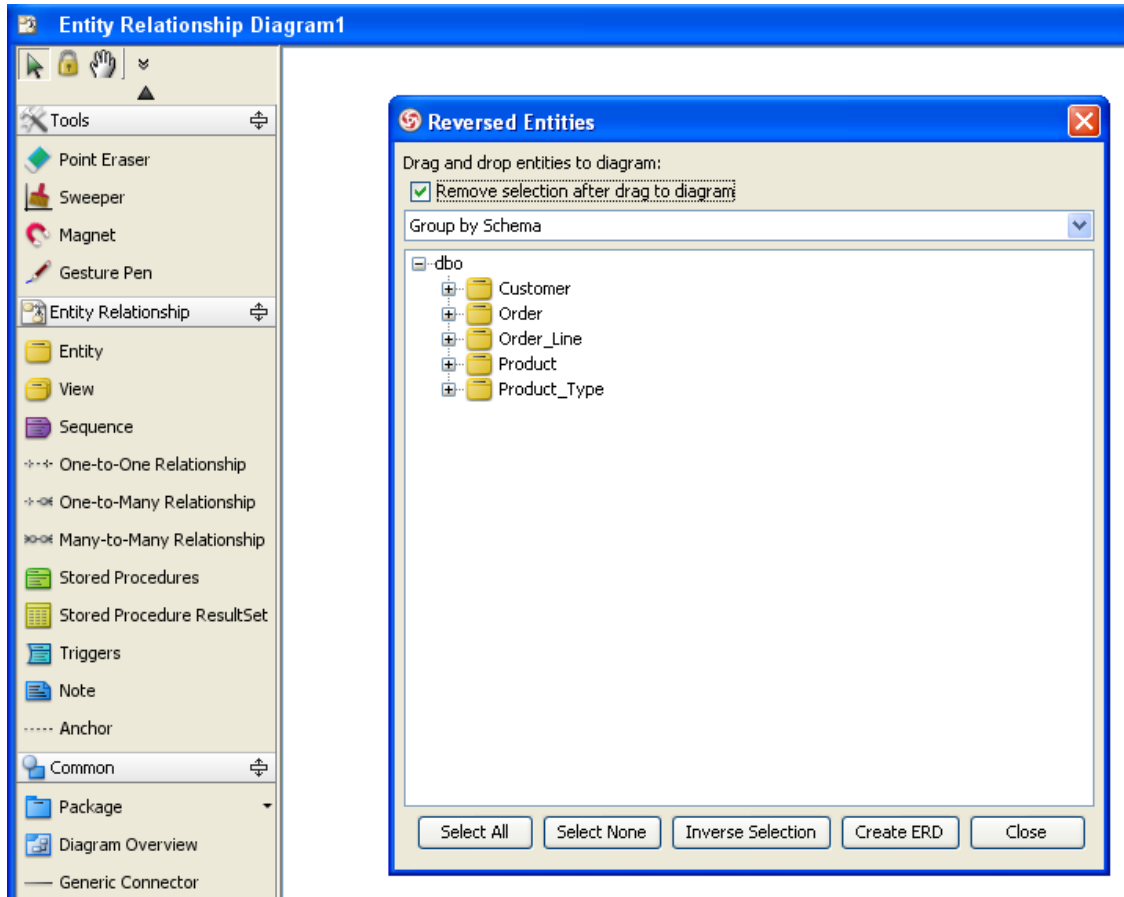 Entity Relationship Diagram1
Tools
Point Eraser
Sweeper
Magnet
Gesture Pen
Entity Relationship
Entity
View
Sequence
One-to-One Relationship
One-to-Many Relationship
Many-to-Many Relationship
Stored Procedures
Stored Procedure ResultSet
Triggers
Note
Anchor
Common
Package
Diagram Overview
Generic Connector
Reversed Entities
Drag and drop entities to diagram:
Remove selection after drag to diagram
Group by Schema
dbo
Customer
Order
Order_Line
Product
Product_Type
Select All Select None Inverse Selection Create ERD Close